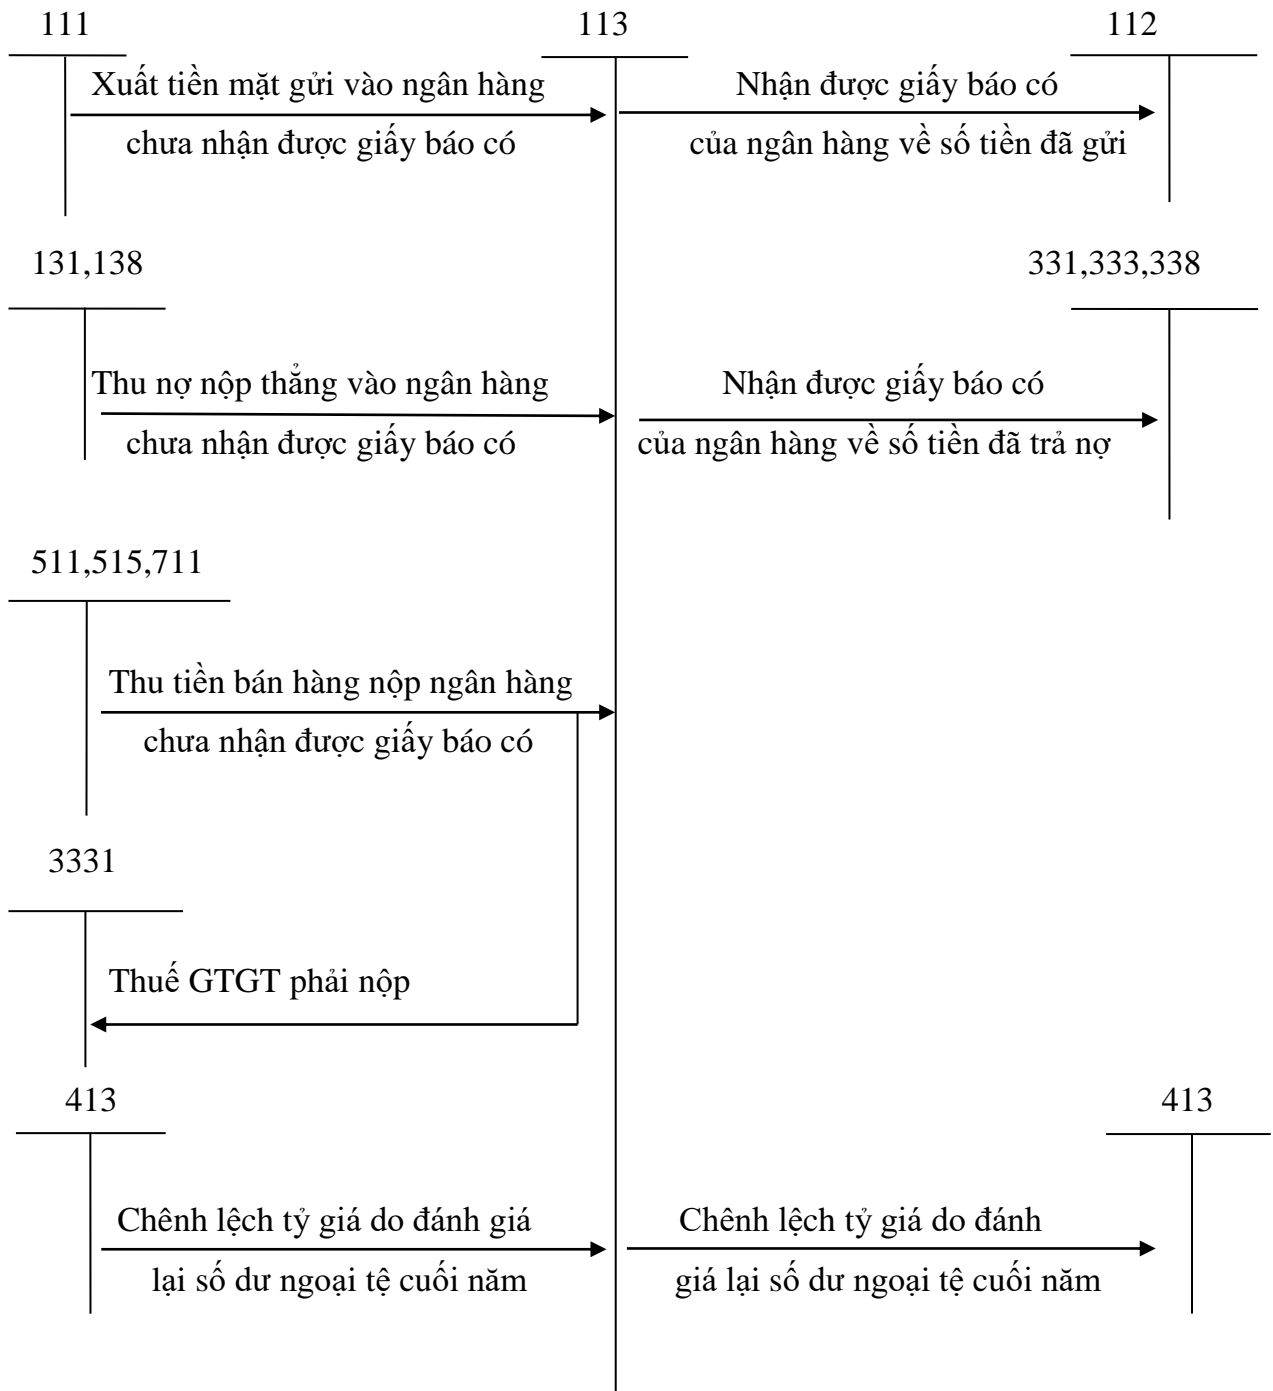 111
113
112
Xuất tiền mặt gửi vào ngân hàng
chưa nhận được giấy báo có
Nhận được giấy báo có
của ngân hàng về số tiền đã gửi
131,138
331,333,338
Thu nợ nộp thẳng vào ngân hàng
chưa nhận được giấy báo có
Nhận được giấy báo có
của ngân hàng về số tiền đã trả nợ
511,515,711
Thu tiền bán hàng nộp ngân hàng
chưa nhận được giấy báo có
3331
Thuế GTGT phải nộp
413
413
Chênh lệch tỷ giá do đánh giá
lại số dư ngoại tệ cuối năm
Chênh lệch tỷ giá do đánh
giá lại số dư ngoại tệ cuối năm